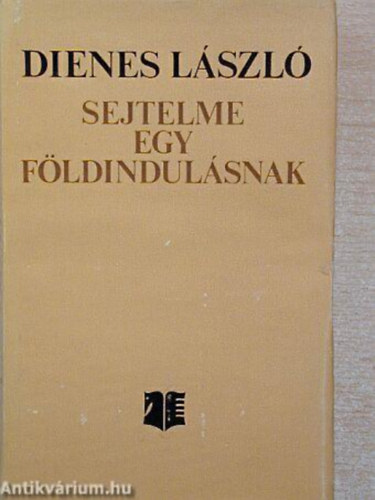 DIENES LÁSZLÓ
SEJTELME
EGY
FÖLDINDULÁSNAK
Antikvárium.hu